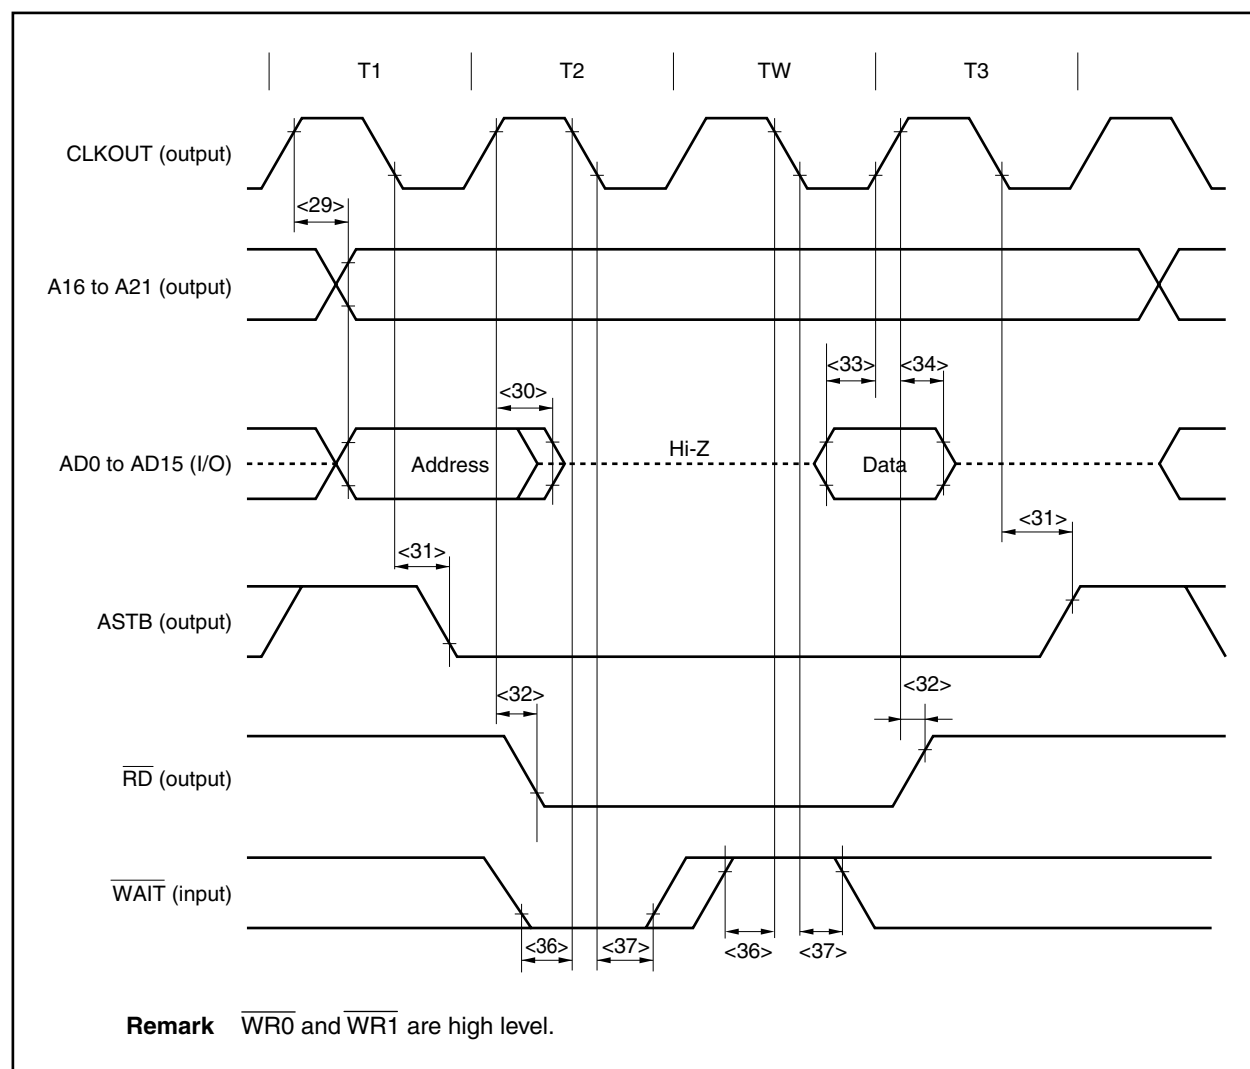 T1 T2 TW T3
CLKOUT (output)
<29>
A16 to A21 (output)
<33> <34>
<30>
Hi-Z
AD0 to AD15 (I/O) Address Data
<31>
<31>
ASTB (output)
<32>
<32>
RD (output)
WAIT (input)
<36> <37> <36> <37>
Remark WR0 and WR1 are high level.